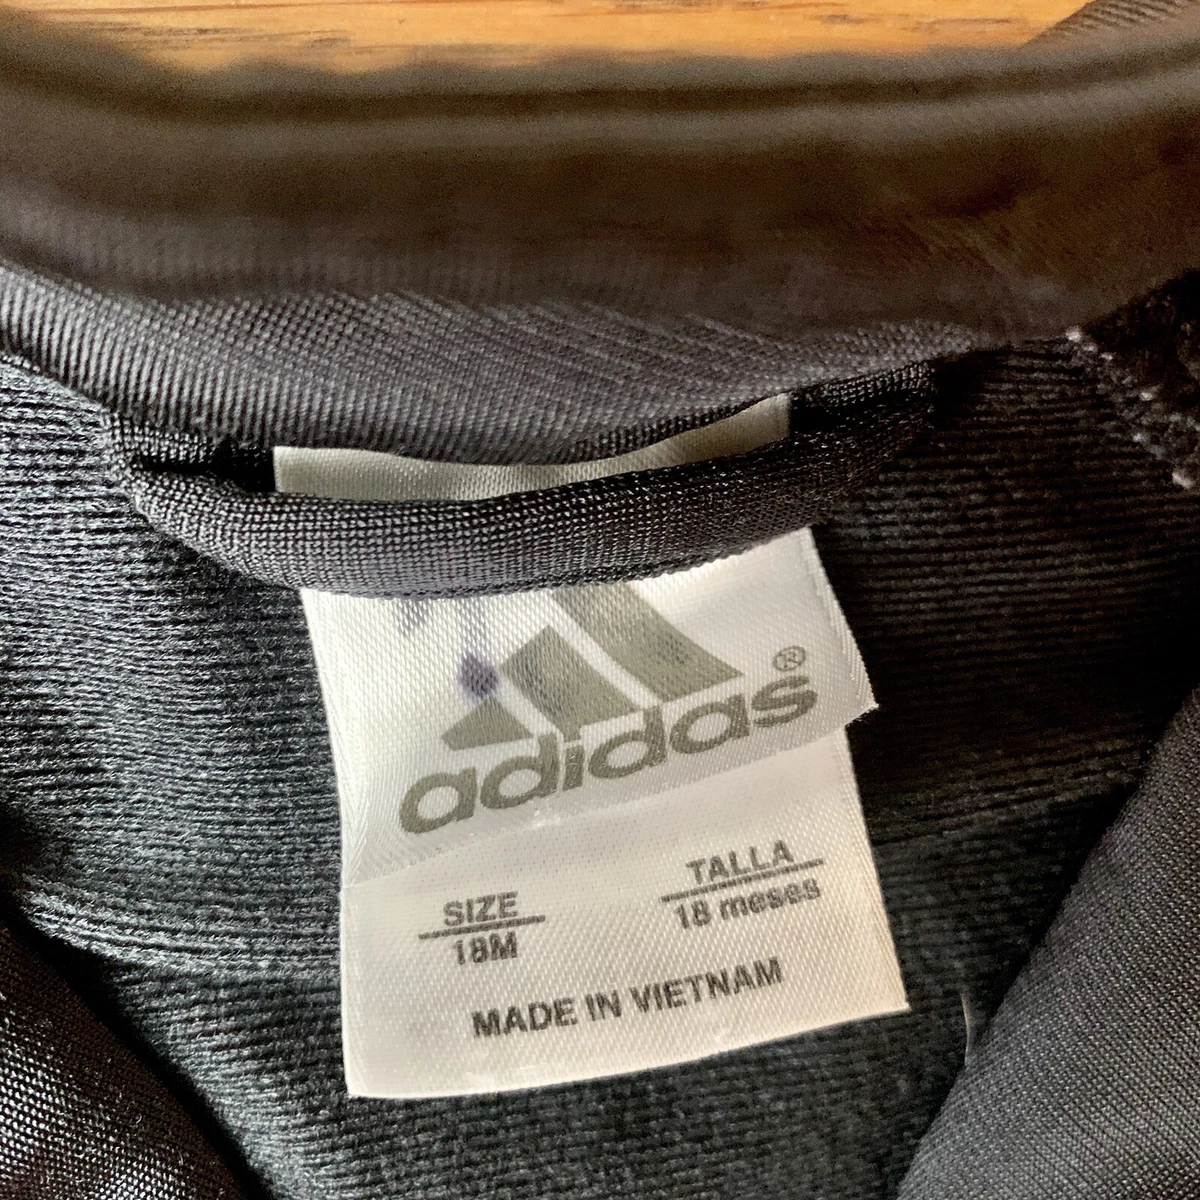 adidas®
SIZE TALLA
18M 18 meses
MADE IN VIETNAM